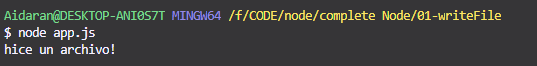 Aidaran@DESKTOP-ANI0S7T MINGW64 /f/CODE/node/complete Node/01-writeFile
$ node app.js
hice un archivo!